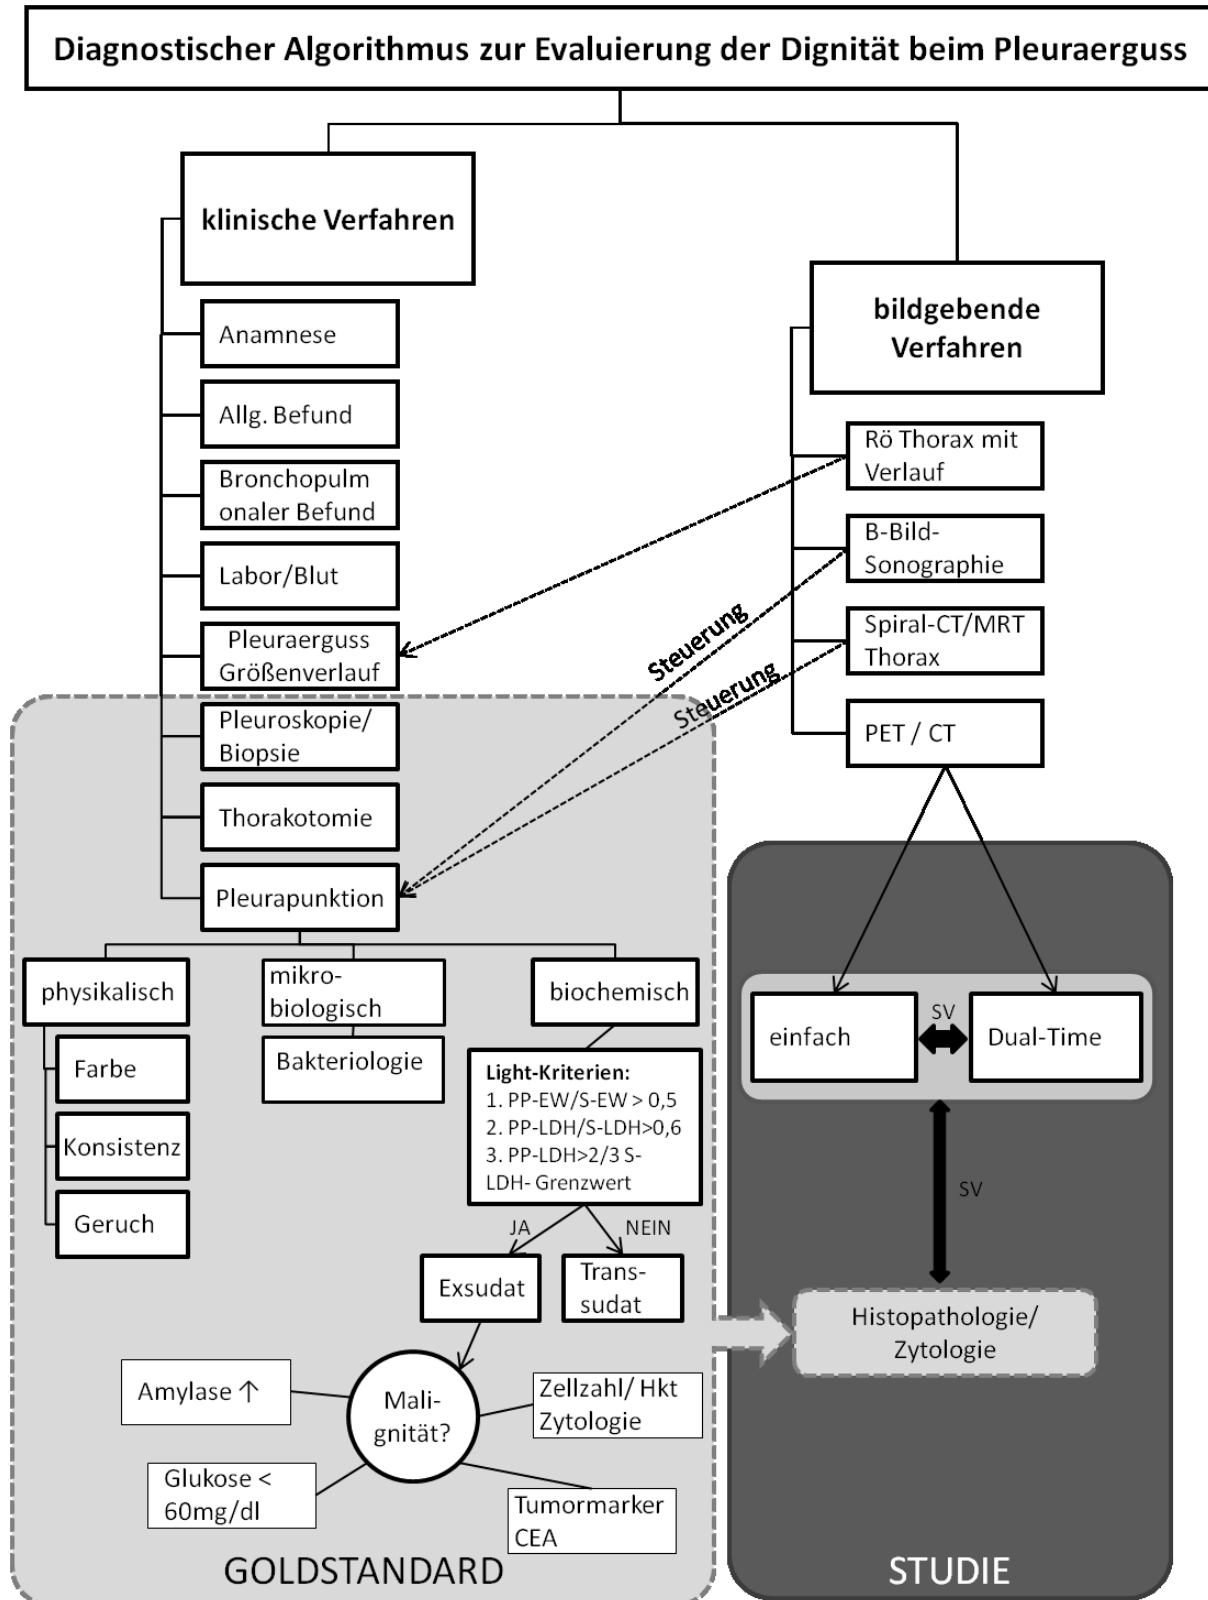 Diagnostischer Algorithmus zur Evaluierung der Dignität beim Pleuraerguss
klinische Verfahren
Anamnese
Allg. Befund
Bronchopulm
onaler Befund
Labor/Blut
Pleuraerguss
Größenverlauf
Pleuroskopie/
Biopsie
Thorakotomie
Pleurapunktion
bildgebende
Verfahren
Rö Thorax mit
Verlauf
B-Bild-
Sonographie
Spiral-CT/MRT
Thorax
PET / CT
Steuerung
Steuerung
physikalisch
Farbe
Konsistenz
Geruch
mikro-
biologisch
Bakteriologie
biochemisch
Light-Kriterien:
1. PP-EW/S-EW > 0,5
2. PP-LDH/S-LDH>0,6
3. PP-LDH>2/3 S-
LDH- Grenzwert
JA
NEIN
Exsudat
Trans-
sudat
Mali-
gnität?
Amylase ↑
Glukose <
60mg/dl
Zellzahl/ Hkt
Zytologie
Tumormarker
CEA
GOLDSTANDARD
einfach
SV
Dual-Time
SV
Histopathologie/
Zytologie
STUDIE